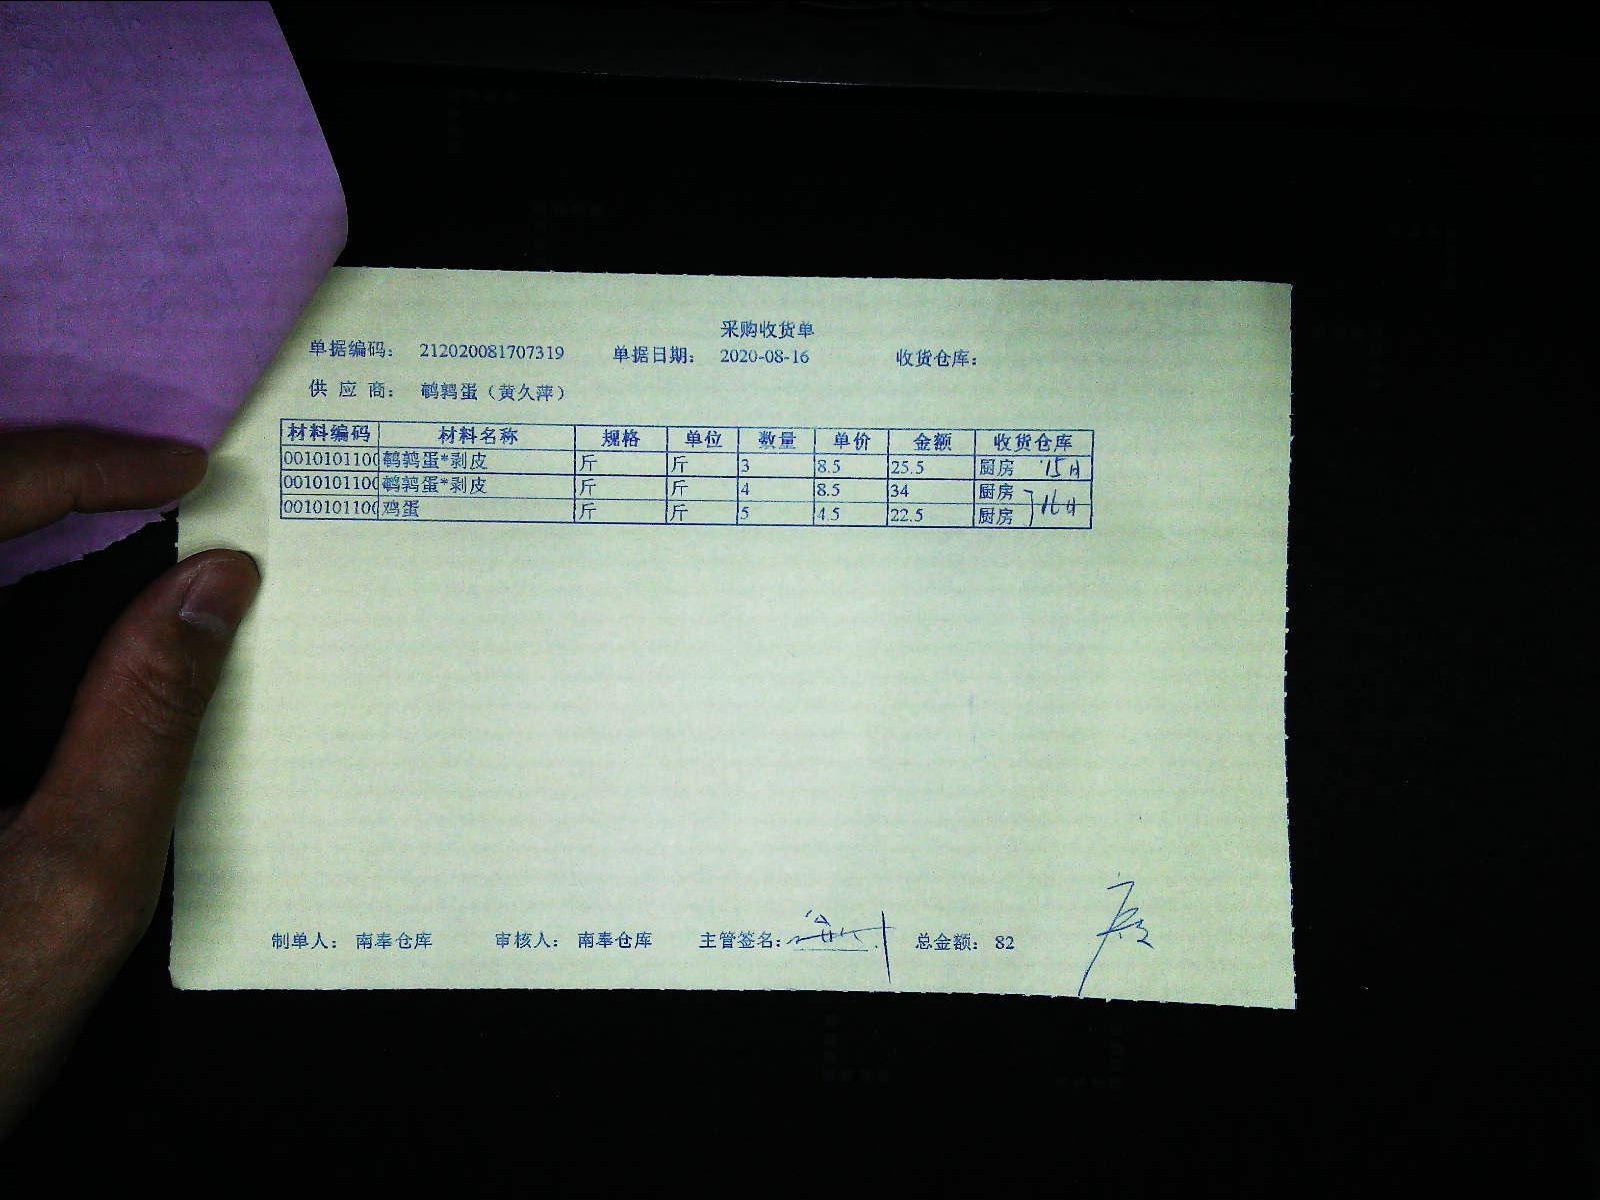 采购收货单
单据编码： 212020081707319 单据日期： 2020-08-16 收货仓库：
供 应 商： 鹌鹑蛋（黄久萍）
材料编码 材料名称 规格 单位 数量 单价 金额 收货仓库
0010101100 鹌鹑蛋*剥皮 斤 斤 3 8.5 25.5 厨房 15日
0010101100 鹌鹑蛋*剥皮 斤 斤 4 8.5 34 厨房
0010101100 鸡蛋 斤 斤 5 4.5 22.5 厨房 16日
制单人： 南奉仓库 审核人： 南奉仓库 主管签名： 总金额： 82